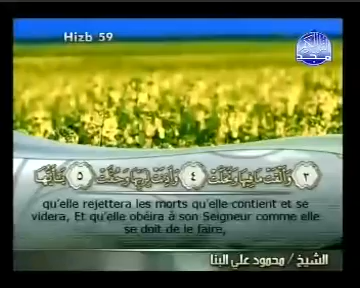 Hizb 59
٣ وَأَلْقَتْ مَا فِيهَا وَتَخَلَّتْ ٤ وَأَذِنَتْ لِرَبِّهَا وَحُقَّتْ ٥ يَٰٓأَيُّهَا
qu'elle rejettera les morts qu'elle contient et se
videra, Et qu'elle obéira à son Seigneur comme elle
se doit de le faire,
الشيخ / محمود علي البنا